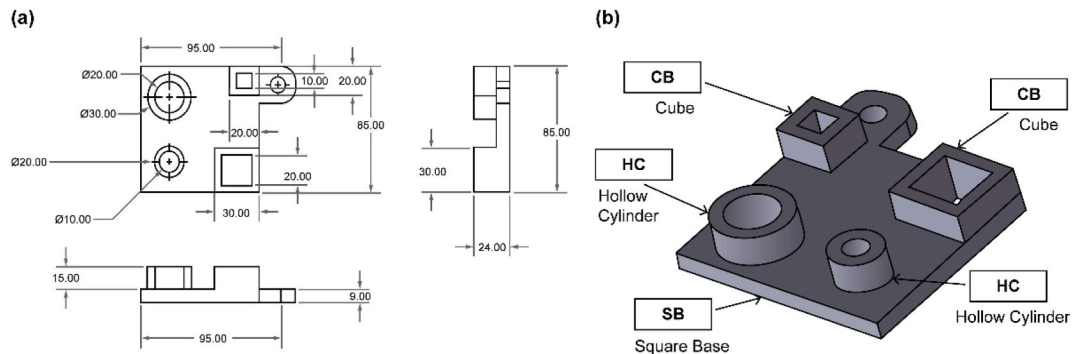 (a)
95.00
Ø20.00
Ø30.00
10.00
20.00
85.00
20.00
Ø20.00
20.00
Ø10.00
30.00
85.00
30.00
24.00
15.00
9.00
95.00
(b)
CB
Cube
CB
Cube
HC
Hollow
Cylinder
HC
Hollow Cylinder
SB
Square Base